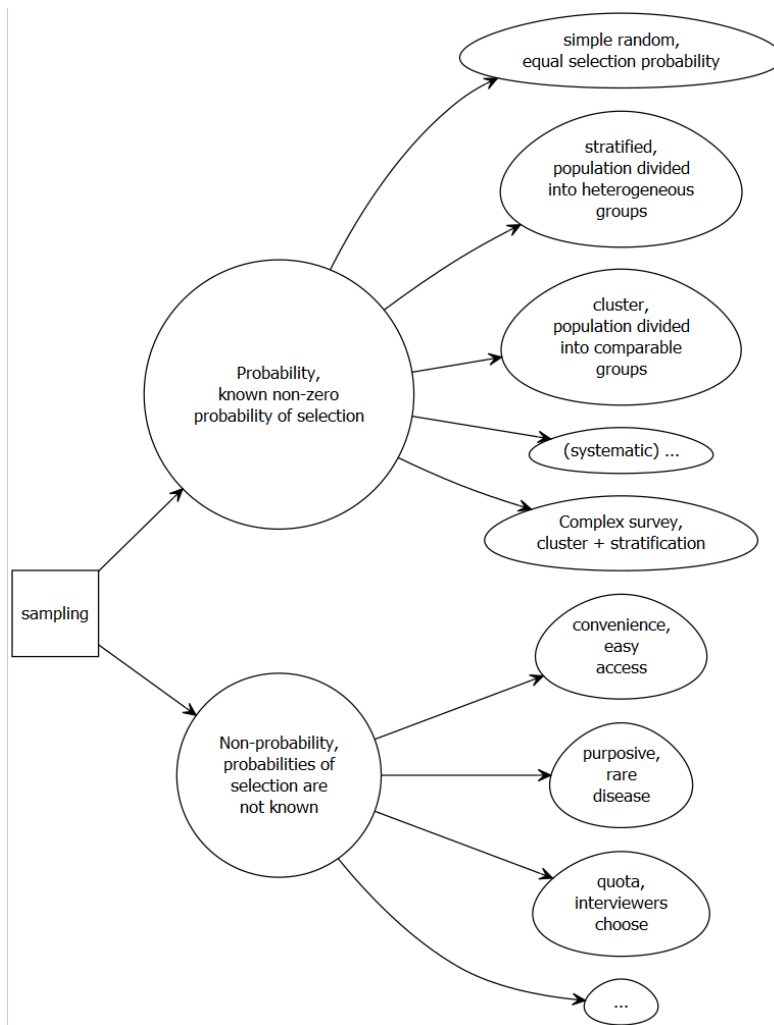 simple random,
equal selection probability
stratified,
population divided
into heterogeneous
groups
cluster,
population divided
into comparable
groups
Probability,
known non-zero
probability of selection
(systematic) ...
Complex survey,
cluster + stratification
sampling
convenience,
easy
access
Non-probability,
probabilities of
selection are
not known
purposive,
rare
disease
quota,
interviewers
choose
...